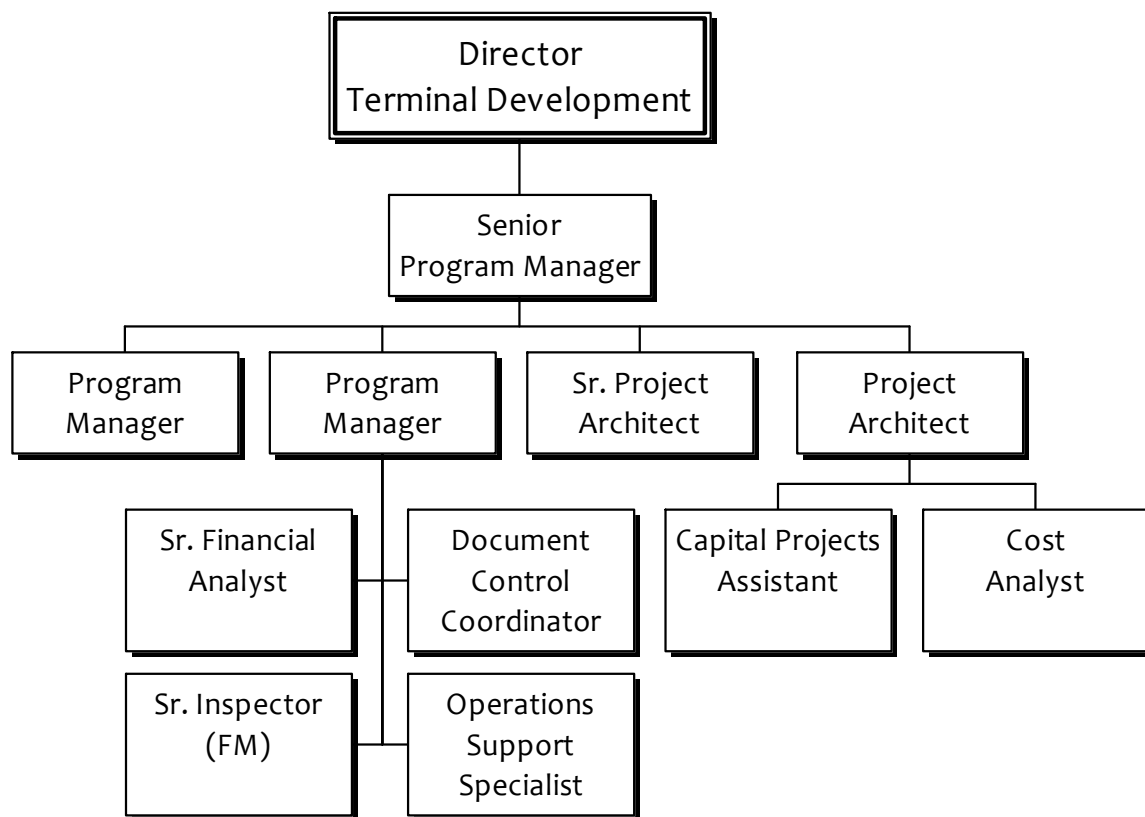 Director
Terminal Development
Senior
Program Manager
Program
Manager
Program
Manager
Sr. Project
Architect
Project
Architect
Sr. Financial
Analyst
Document
Control
Coordinator
Capital Projects
Assistant
Cost
Analyst
Sr. Inspector
(FM)
Operations
Support
Specialist